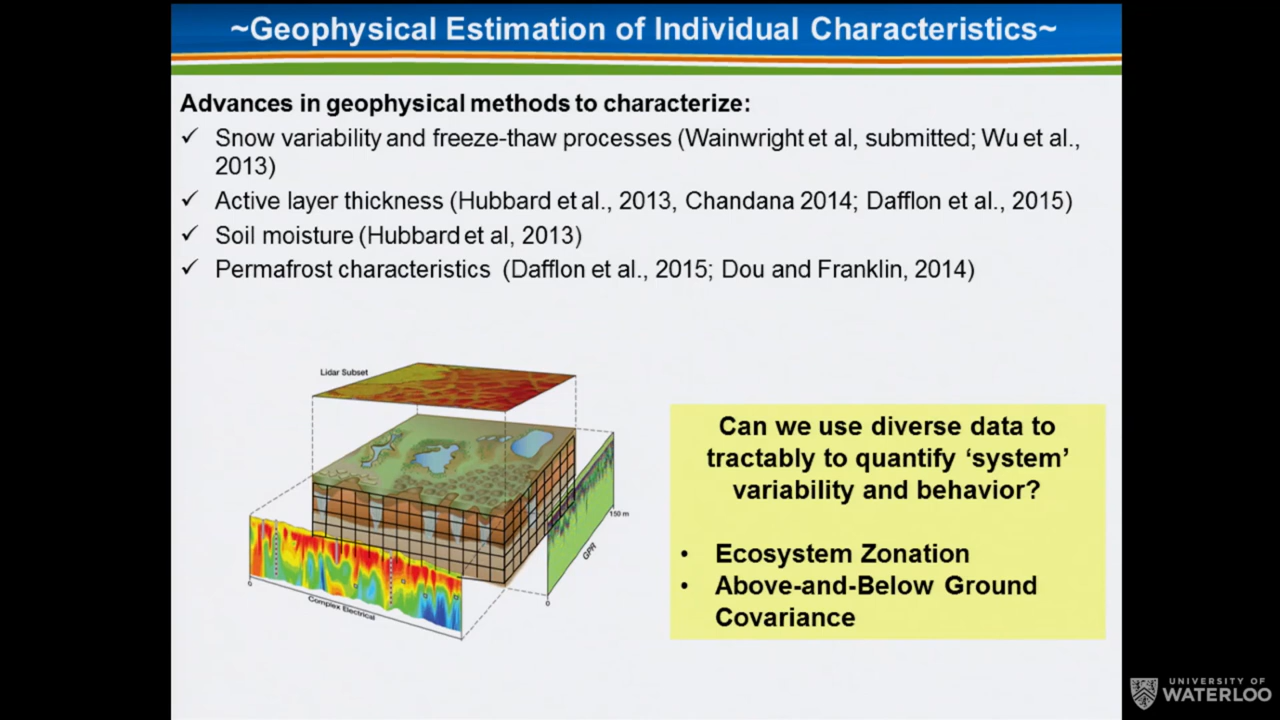 ~Geophysical Estimation of Individual Characteristics~
Advances in geophysical methods to characterize:
✓ Snow variability and freeze-thaw processes (Wainwright et al, submitted; Wu et al.,
2013)
✓ Active layer thickness (Hubbard et al., 2013, Chandana 2014; Dafflon et al., 2015)
✓ Soil moisture (Hubbard et al, 2013)
✓ Permafrost characteristics (Dafflon et al., 2015; Dou and Franklin, 2014)
Lidar Subset
150 m
GPR
0
Complex Electrical
Can we use diverse data to
tractably to quantify ‘system’
variability and behavior?
• Ecosystem Zonation
• Above-and-Below Ground
Covariance
UNIVERSITY OF
WATERLOO